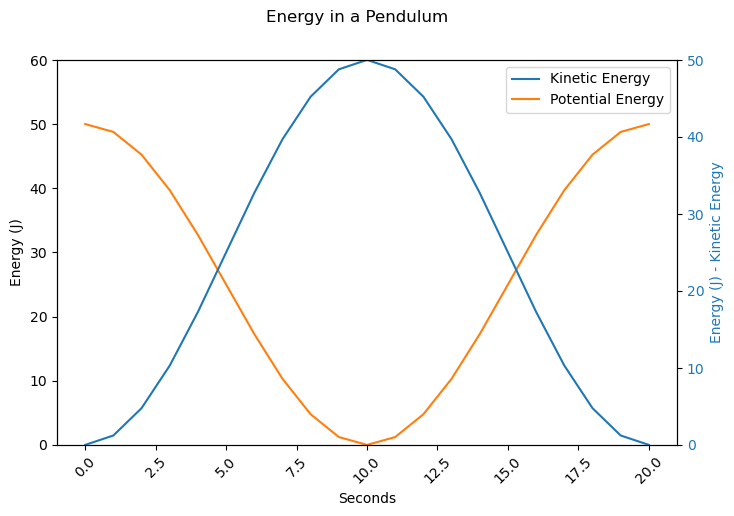 Energy in a Pendulum
Kinetic Energy
Potential Energy
Energy (J)
60
50
40
30
20
10
0
Energy (J) - Kinetic Energy
50
40
30
20
10
0
0.0 2.5 5.0 7.5 10.0 12.5 15.0 17.5 20.0
Seconds